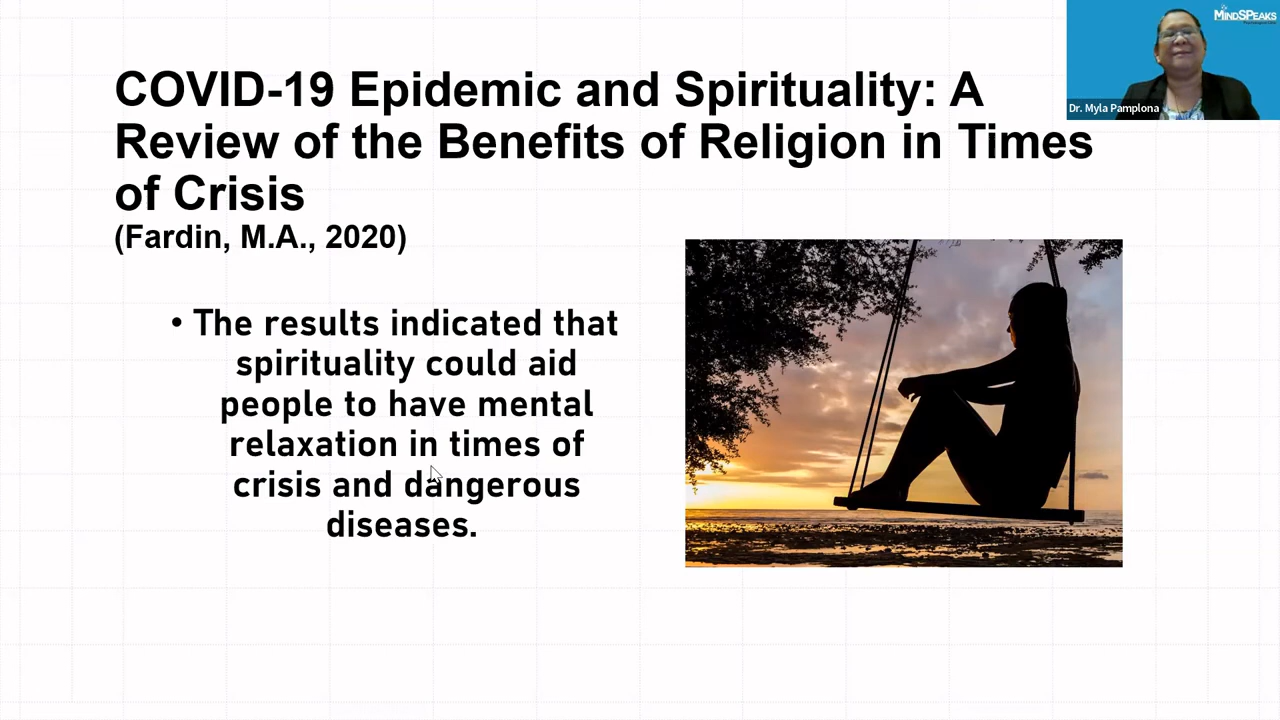 COVID-19 Epidemic and Spirituality: A
Review of the Benefits of Religion in Times
of Crisis
(Fardin, M.A., 2020)
• The results indicated that
spirituality could aid
people to have mental
relaxation in times of
crisis and dangerous
diseases.
MINDSPEAKS
Dr. Myla Pamplona